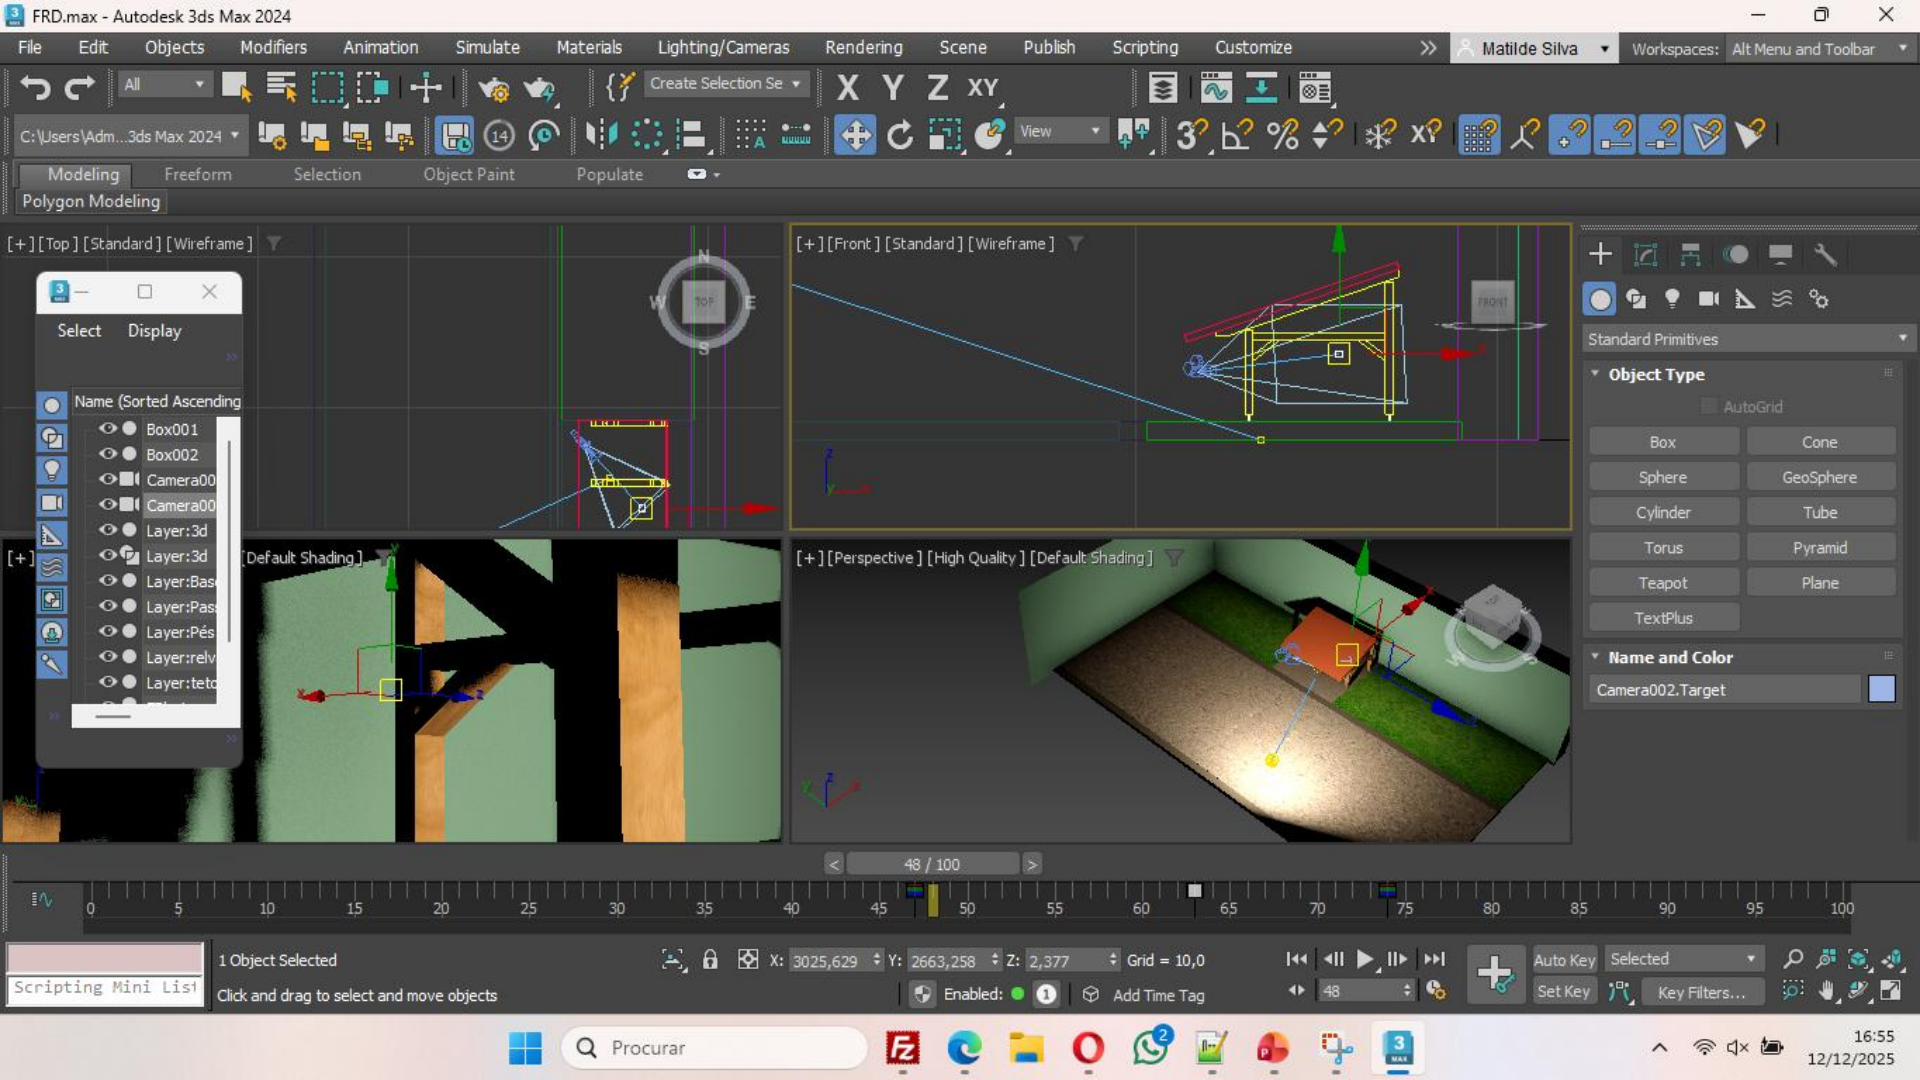 FRD.max - Autodesk 3ds Max 2024
File Edit Objects Modifiers Animation Simulate Materials Lighting/Cameras Rendering Scene Publish Scripting Customize
Matilde Silva
Workspaces: Alt Menu and Toolbar
All
Create Selection Se
X Y Z XY
C:\Users\Adm...3ds Max 2024
14
View
Modeling Freeform Selection Object Paint Populate
Polygon Modeling
[+] [Top] [Standard] [Wireframe]
[+] [Front] [Standard] [Wireframe]
N
W TOP E
S
FRONT
Select Display
Name (Sorted Ascending
Box001
Box002
Camera00
Camera00
Layer:3d
Layer:3d
Layer:Bas
Layer:Pas
Layer:Pés
Layer:relv
Layer:teto
[+]
[Default Shading]
[+] [Perspective] [High Quality] [Default Shading]
Standard Primitives
Object Type
AutoGrid
Box Cone
Sphere GeoSphere
Cylinder Tube
Torus Pyramid
Teapot Plane
TextPlus
Name and Color
Camera002.Target
< 48 / 100 >
0 5 10 15 20 25 30 35 40 45 50 55 60 65 70 75 80 85 90 95 100
1 Object Selected
X: 3025,629 Y: 2663,258 Z: 2,377 Grid = 10,0
Auto Key Selected
Scripting Mini List
Click and drag to select and move objects
Enabled: 1
Add Time Tag
48
Set Key Key Filters...
Procurar
2
16:55
12/12/2025